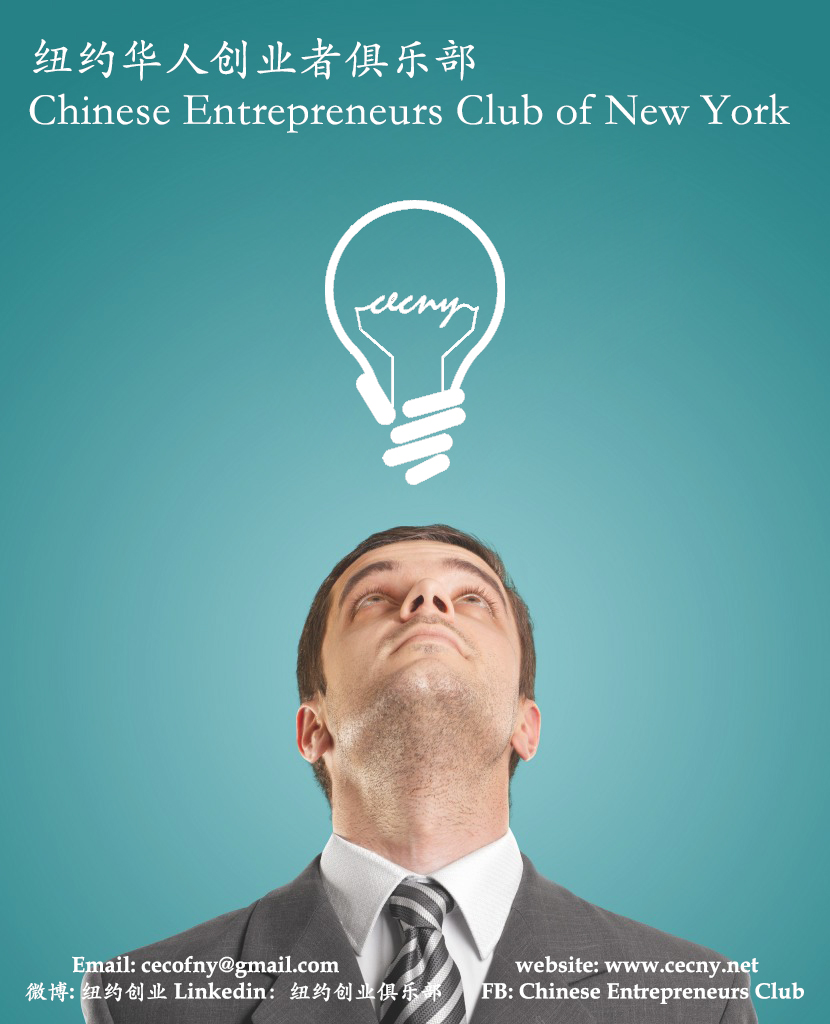 纽约华人创业者俱乐部
Chinese Entrepreneurs Club of New York
cecny
Email: cecofny@gmail.com website: www.cecny.net
微博: 纽约创业 Linkedin: 纽约创业俱乐部 FB: Chinese Entrepreneurs Club